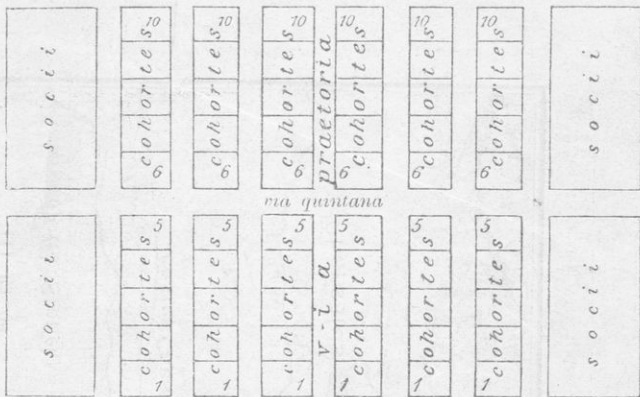 10 10 10 10 10 10
socii cohortes cohortes cohortes praetoria cohortes cohortes cohortes socii
6 6 6 6 6 6
via quintana
5 5 5 5 5 5
socii cohortes cohortes cohortes v-ia cohortes cohortes cohortes socii
1 1 1 1 1 1